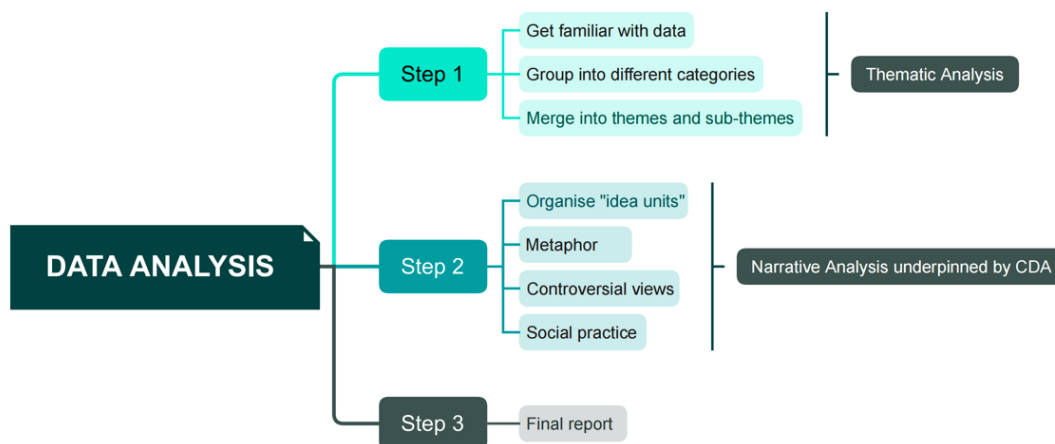 DATA ANALYSIS
Step 1
Get familiar with data
Group into different categories
Merge into themes and sub-themes
Thematic Analysis
Step 2
Organise "idea units"
Metaphor
Controversial views
Social practice
Narrative Analysis underpinned by CDA
Step 3
Final report